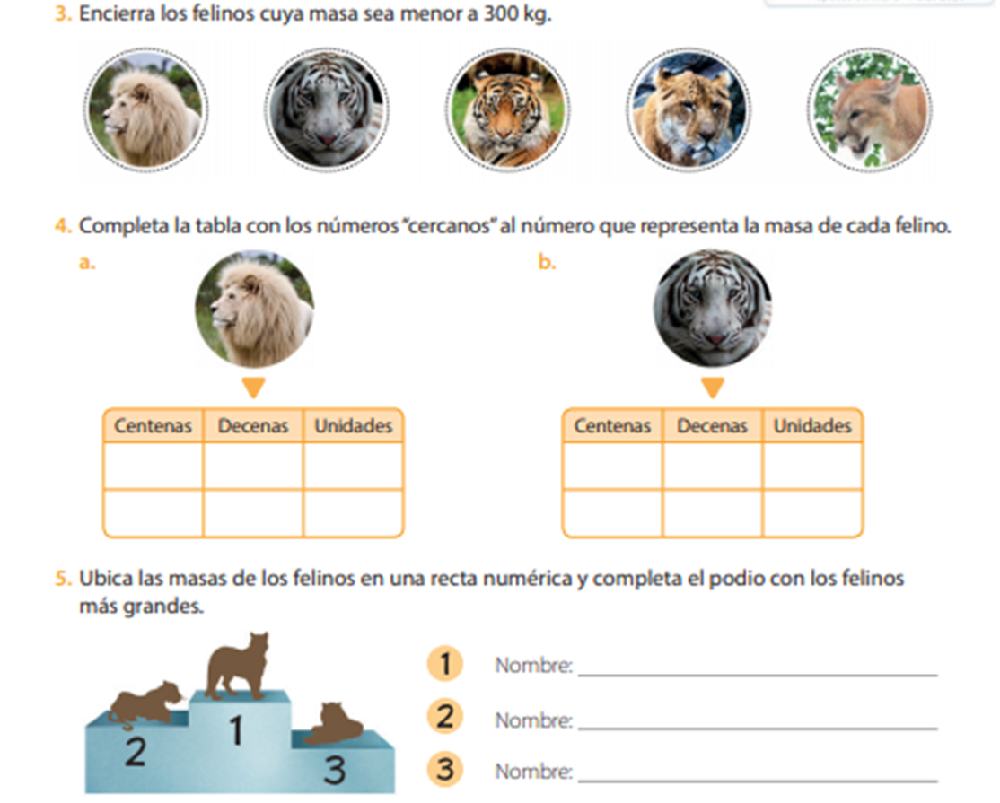 3. Encierra los felinos cuya masa sea menor a 300 kg.
4. Completa la tabla con los números "cercanos" al número que representa la masa de cada felino.
a.
b.
Centenas Decenas Unidades
Centenas Decenas Unidades
5. Ubica las masas de los felinos en una recta numérica y completa el podio con los felinos
más grandes.
2 1 3
1 Nombre:
2 Nombre:
3 Nombre: